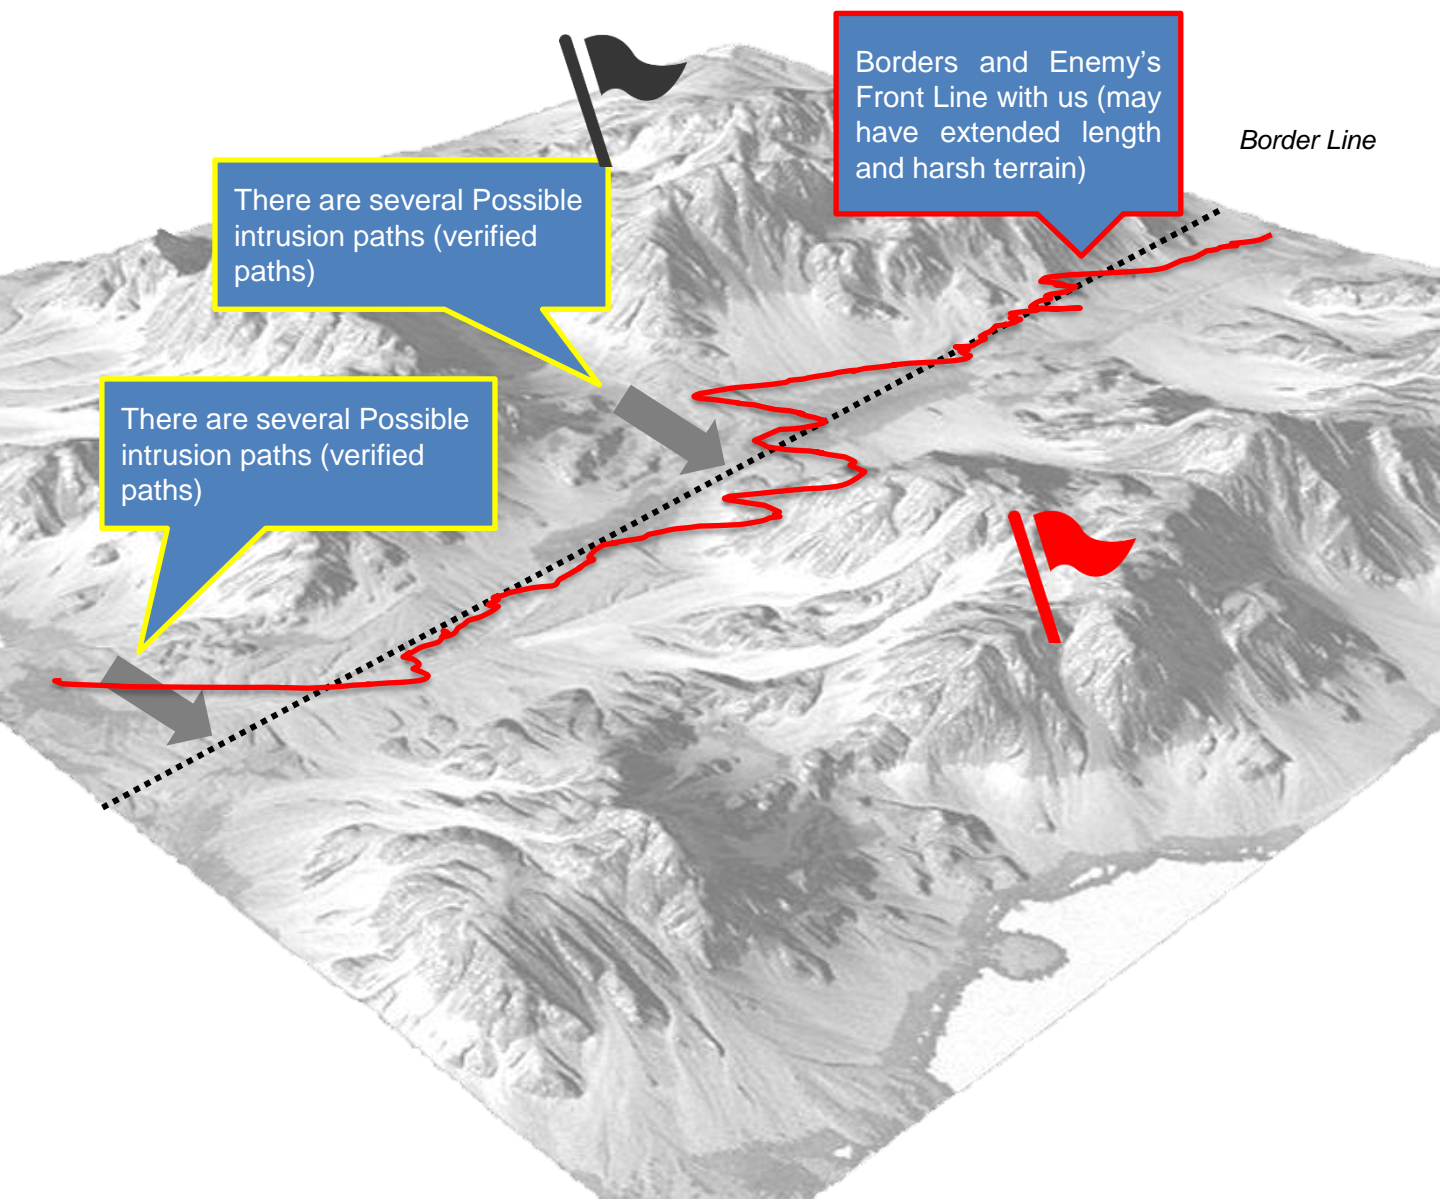 Borders and Enemy’s
Front Line with us (may
have extended length
and harsh terrain)
Border Line
There are several Possible
intrusion paths (verified
paths)
There are several Possible
intrusion paths (verified
paths)